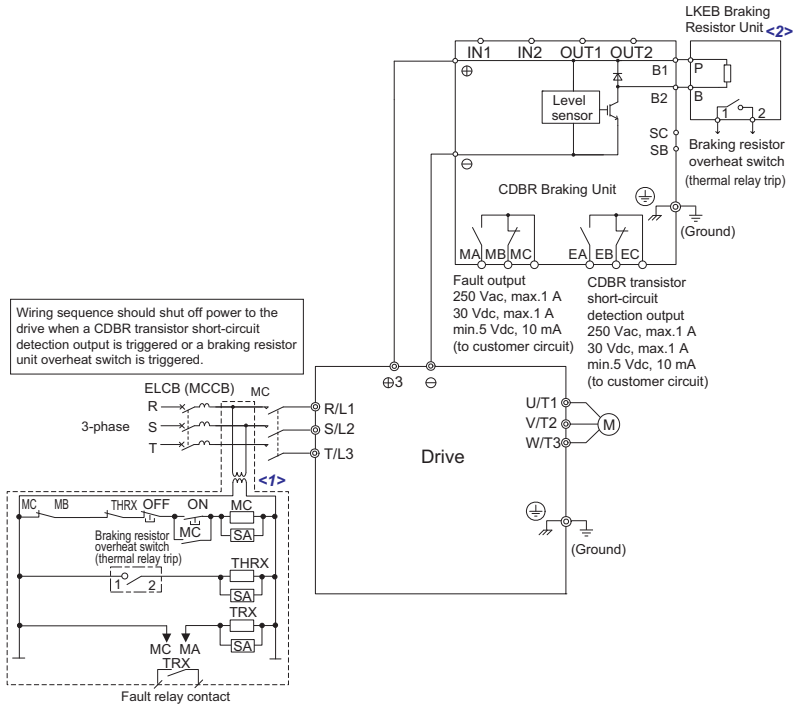 LKEB Braking
Resistor Unit <2>
IN1 IN2 OUT1 OUT2
⊕
B1 P
B2 B
Level
sensor
1 2
SC
SB
Braking resistor
overheat switch
(thermal relay trip)
⊖
CDBR Braking Unit
(Ground)
MA MB MC EA EB EC
Fault output
250 Vac, max.1 A
30 Vdc, max.1 A
min.5 Vdc, 10 mA
(to customer circuit)
CDBR transistor
short-circuit
detection output
250 Vac, max.1 A
30 Vdc, max.1 A
min.5 Vdc, 10 mA
(to customer circuit)
Wiring sequence should shut off power to the
drive when a CDBR transistor short-circuit
detection output is triggered or a braking resistor
unit overheat switch is triggered.
⊕3 ⊖
ELCB (MCCB) MC
3-phase
R R/L1
S S/L2
T T/L3
Drive
U/T1
V/T2
W/T3
M
(Ground)
<1>
MC MB THRX OFF ON MC
MC SA
Braking resistor
overheat switch
(thermal relay trip)
1 2
THRX
SA
TRX
SA
MC MA
TRX
Fault relay contact